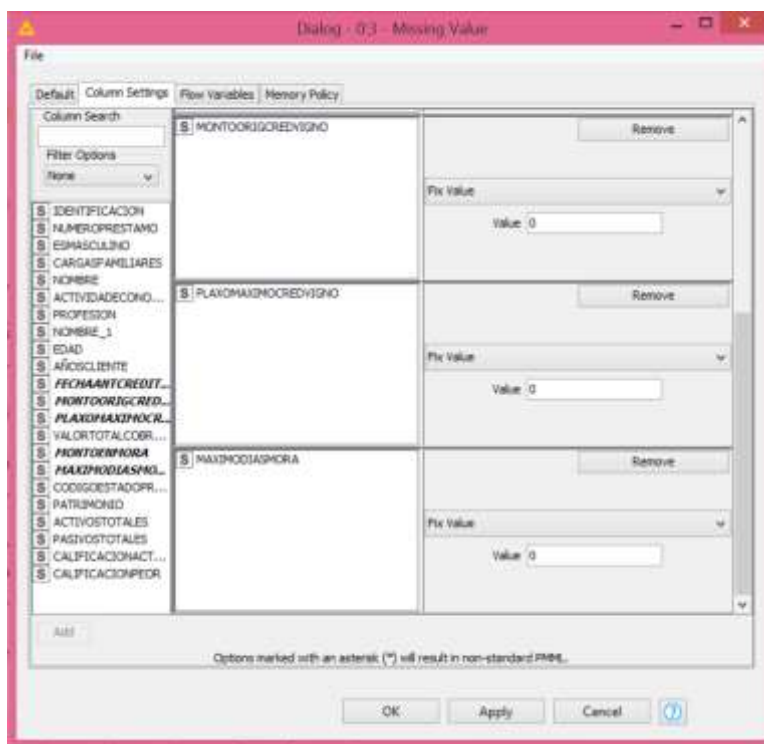 Dialog - 0:3 - Missing Value
File
Default
Column Settings
Flow Variables
Memory Policy
Column Search
Filter Options
None
S IDENTIFICACION
S NUMEROPRESTAMO
S ESMASCULINO
S CARGASFAMILIARES
S NOMBRE
S ACTIVIDADECONO...
S PROFESION
S NOMBRE_1
S EDAD
S AÑOSCLIENTE
S FECHAANTCREDIT...
S MONTOORIGCRED...
S PLAXOMAXIMOCR...
S VALORTOTALCOBR...
S MONTOENMORA
S MAXIMODIASMO...
S CODIGOESTADOPR...
S PATRIMONIO
S ACTIVOSTOTALES
S PASIVOSTOTALES
S CALIFICACIONACT...
S CALIFICACIONPEOR
Add
S MONTOORIGCREDVIGNO
Remove
Fix Value
Value 0
S PLAXOMAXIMOCREDVIGNO
Remove
Fix Value
Value 0
S MAXIMODIASMORA
Remove
Fix Value
Value 0
Options marked with an asterisk (*) will result in non-standard PMML.
OK
Apply
Cancel
?